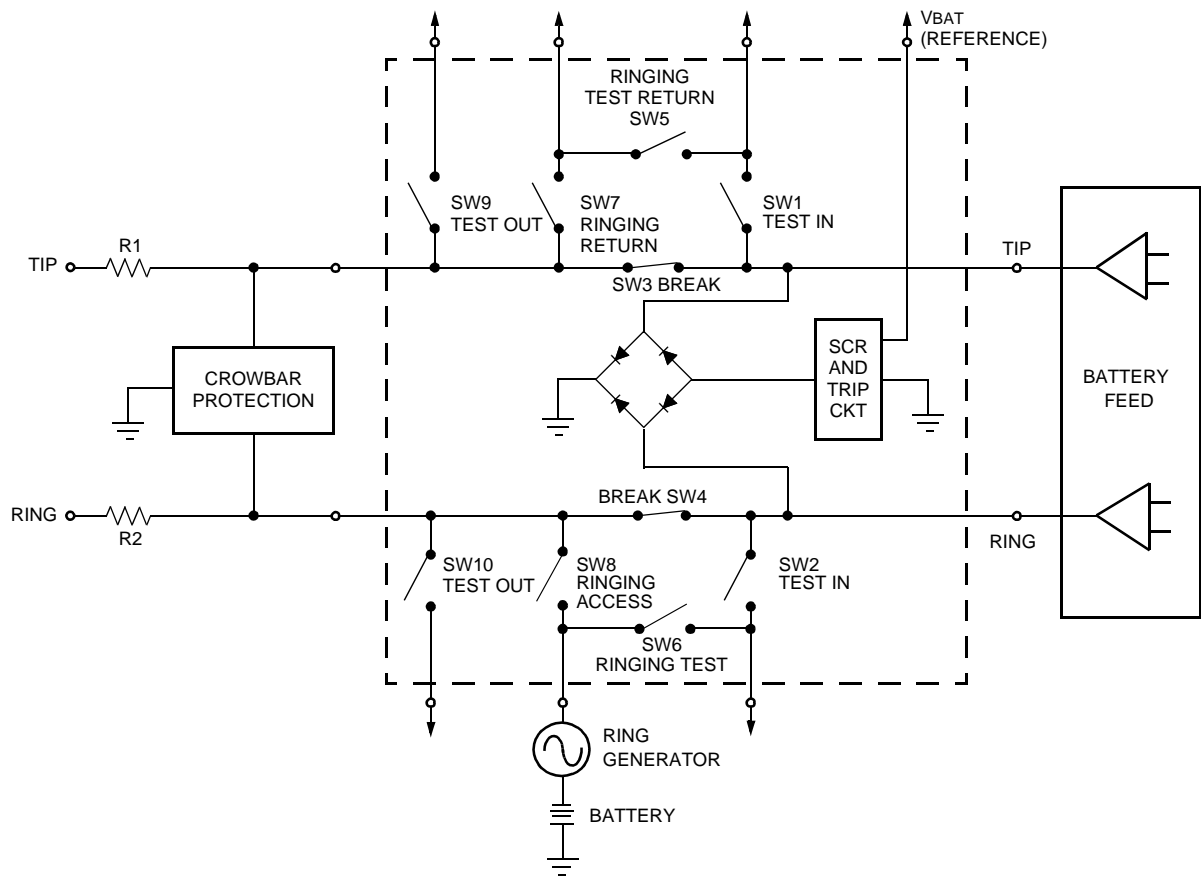 VBAT
(REFERENCE)
RINGING
TEST RETURN
SW5
SW9
TEST OUT
SW7
RINGING
RETURN
SW1
TEST IN
R1
TIP
SW3 BREAK
TIP
CROWBAR
PROTECTION
SCR
AND
TRIP
CKT
BATTERY
FEED
RING
R2
BREAK SW4
RING
SW10
TEST OUT
SW8
RINGING
ACCESS
SW2
TEST IN
SW6
RINGING TEST
RING
GENERATOR
BATTERY